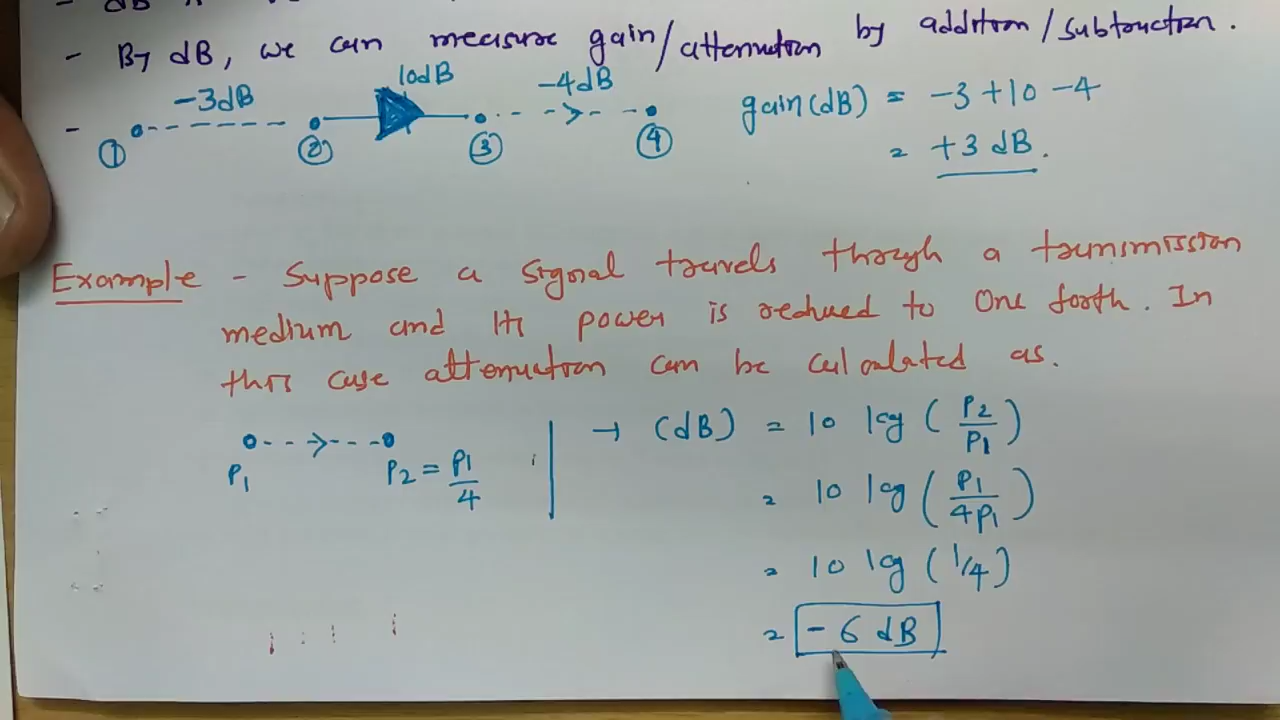 - dB
- By dB, we can measure gain/attenuation by addition/subtraction.
-3dB 10dB -4dB
- ① ② ③ ④
gain(dB) = -3 +10 -4
= +3 dB.
Example - Suppose a signal travels through a transmission
medium and its power is reduced to one forth. In
this case attenuation can be calculated as.
P1 P2 = P1/4
→ (dB) = 10 log (P2/P1)
= 10 log (P1/4P1)
= 10 log (1/4)
= -6 dB